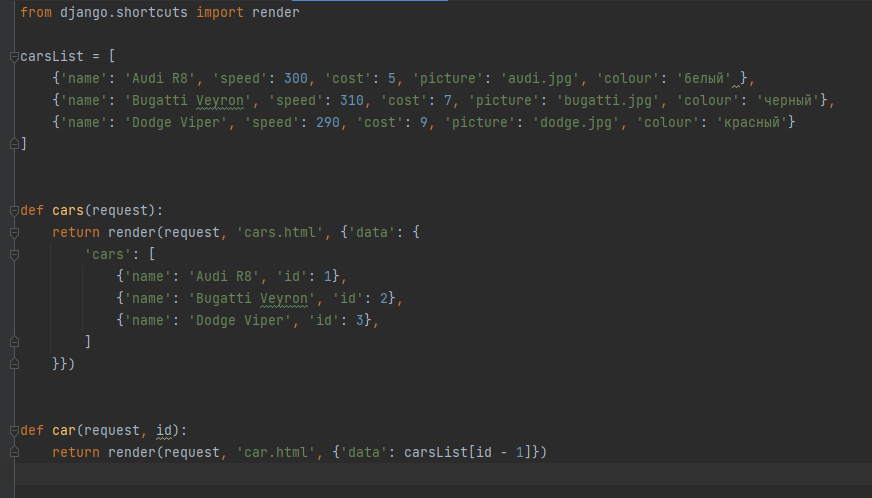 from django.shortcuts import render
carsList = [
{'name': 'Audi R8', 'speed': 300, 'cost': 5, 'picture': 'audi.jpg', 'colour': 'белый' },
{'name': 'Bugatti Veyron', 'speed': 310, 'cost': 7, 'picture': 'bugatti.jpg', 'colour': 'черный'},
{'name': 'Dodge Viper', 'speed': 290, 'cost': 9, 'picture': 'dodge.jpg', 'colour': 'красный'}
]
def cars(request):
return render(request, 'cars.html', {'data': {
'cars': [
{'name': 'Audi R8', 'id': 1},
{'name': 'Bugatti Veyron', 'id': 2},
{'name': 'Dodge Viper', 'id': 3},
]
}})
def car(request, id):
return render(request, 'car.html', {'data': carsList[id - 1]})